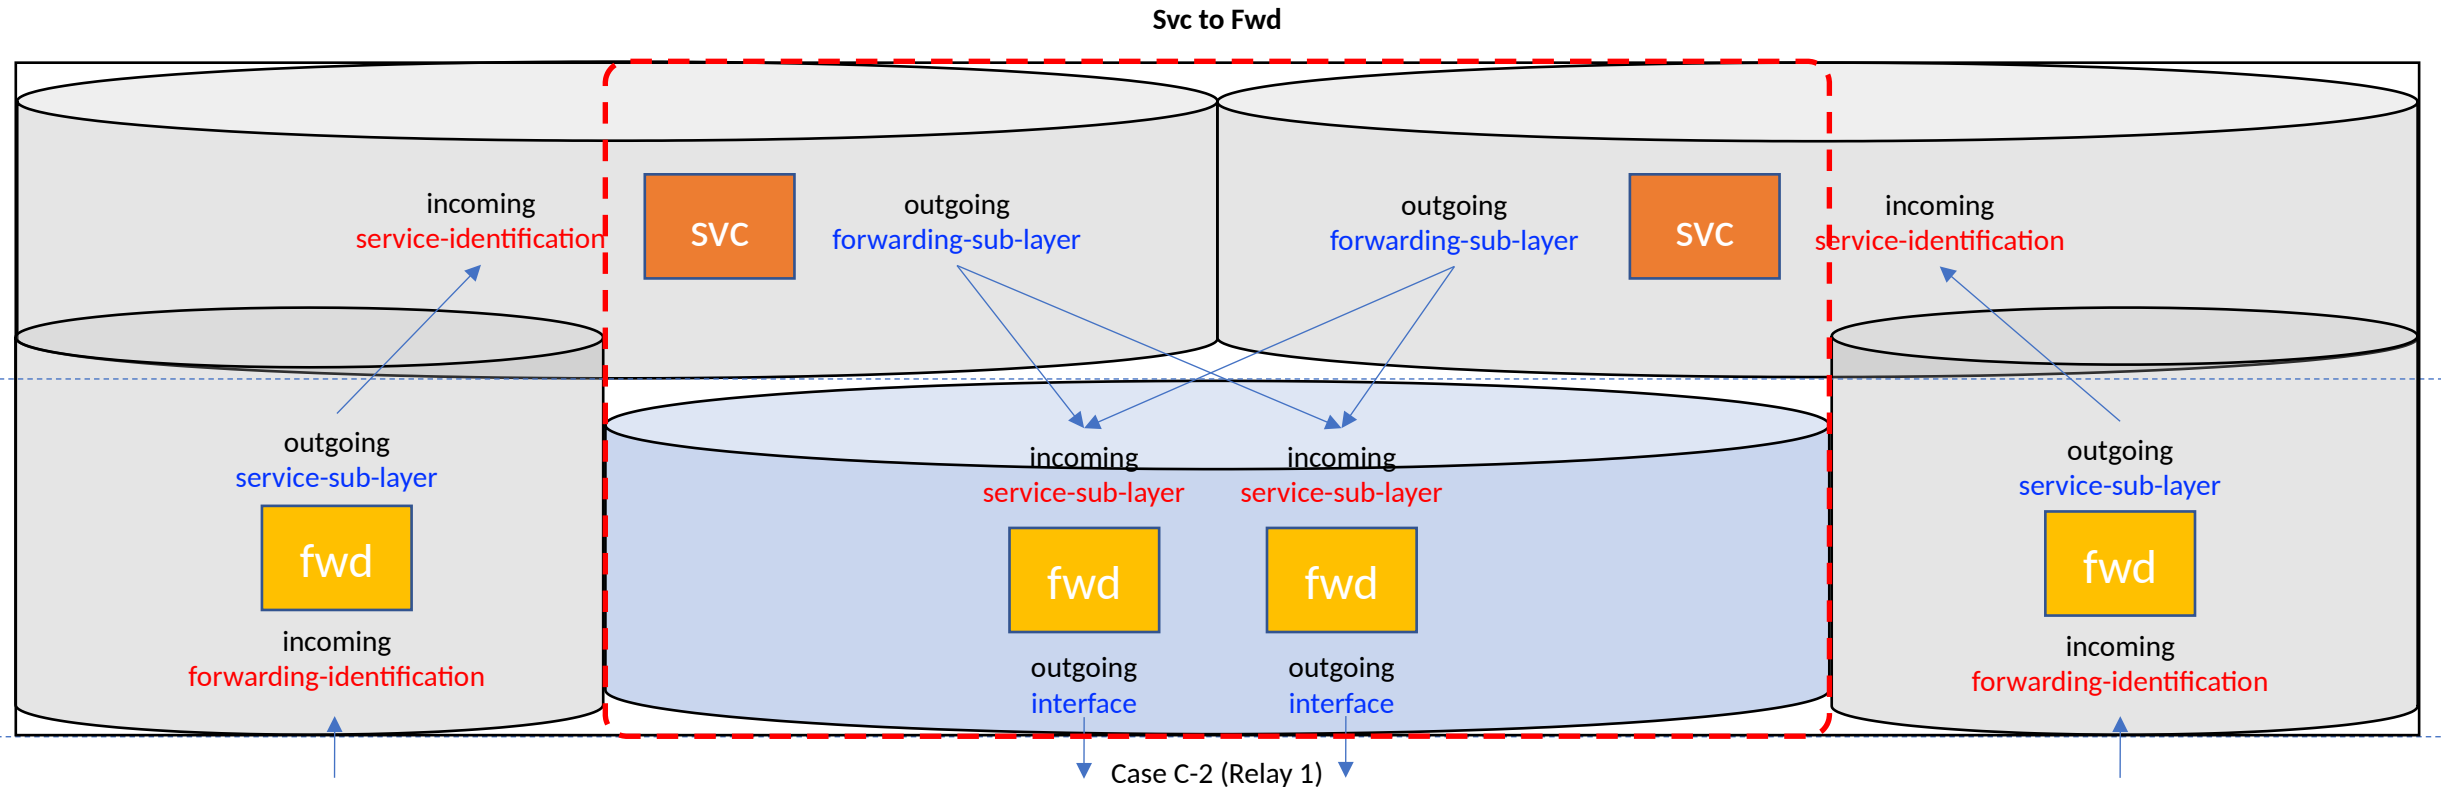 Svc to Fwd
incoming
service-identification
svc
outgoing
forwarding-sub-layer
outgoing
forwarding-sub-layer
svc
incoming
service-identification
outgoing
service-sub-layer
fwd
incoming
forwarding-identification
incoming
service-sub-layer
fwd
outgoing
interface
incoming
service-sub-layer
fwd
outgoing
interface
outgoing
service-sub-layer
fwd
incoming
forwarding-identification
Case C-2 (Relay 1)